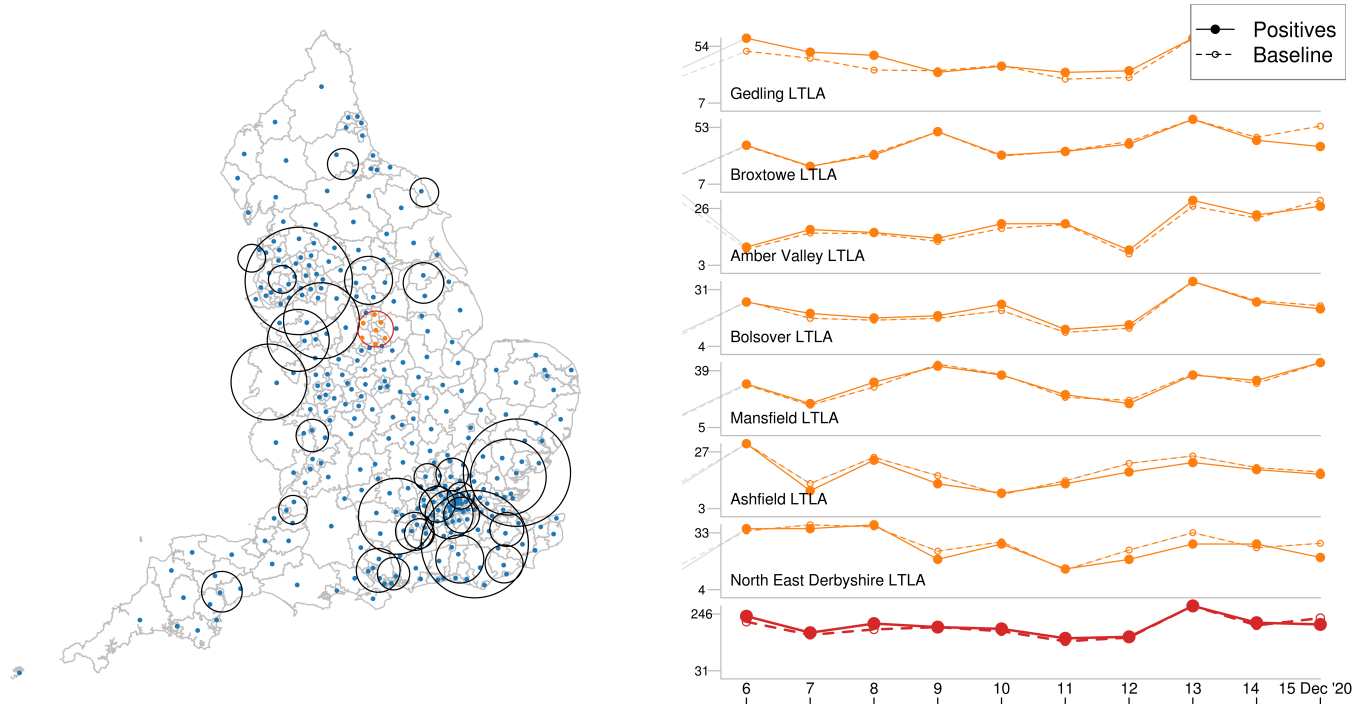 Positives
Baseline
54
7
Gedling LTLA
53
7
Broxtowe LTLA
26
3
Amber Valley LTLA
31
4
Bolsover LTLA
39
5
Mansfield LTLA
27
3
Ashfield LTLA
33
4
North East Derbyshire LTLA
246
31
6 7 8 9 10 11 12 13 14 15 Dec '20